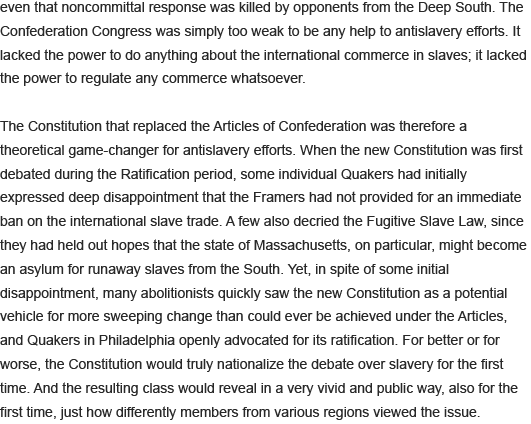 even that noncommittal response was killed by opponents from the Deep South. The
Confederation Congress was simply too weak to be any help to antislavery efforts. It
lacked the power to do anything about the international commerce in slaves; it lacked
the power to regulate any commerce whatsoever.
The Constitution that replaced the Articles of Confederation was therefore a
theoretical game-changer for antislavery efforts. When the new Constitution was first
debated during the Ratification period, some individual Quakers had initially
expressed deep disappointment that the Framers had not provided for an immediate
ban on the international slave trade. A few also decried the Fugitive Slave Law, since
they had held out hopes that the state of Massachusetts, on particular, might become
an asylum for runaway slaves from the South. Yet, in spite of some initial
disappointment, many abolitionists quickly saw the new Constitution as a potential
vehicle for more sweeping change than could ever be achieved under the Articles,
and Quakers in Philadelphia openly advocated for its ratification. For better or for
worse, the Constitution would truly nationalize the debate over slavery for the first
time. And the resulting class would reveal in a very vivid and public way, also for the
first time, just how differently members from various regions viewed the issue.